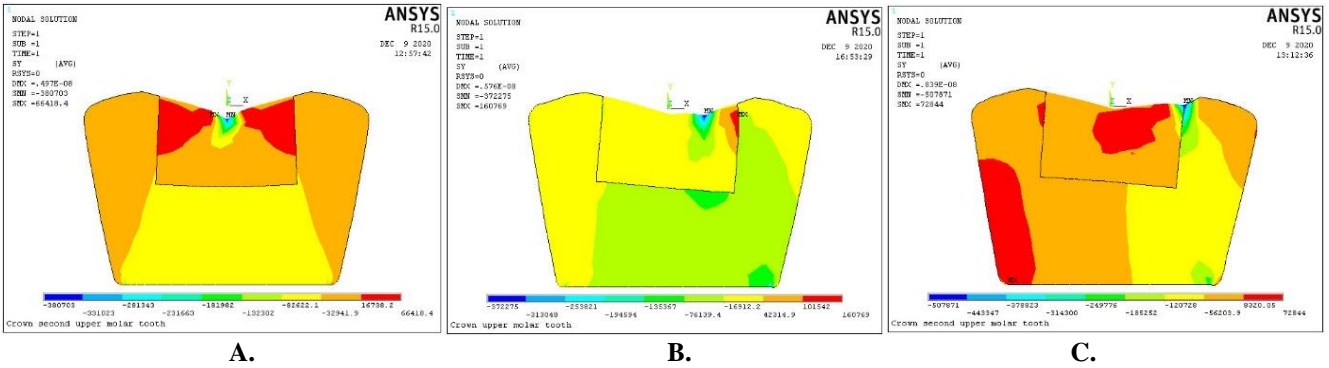 1
NODAL SOLUTION
STEP=1
SUB =1
TIME=1
SY (AVG)
RSYS=0
DMX =.497E-08
SMN =-380703
SMX =66418.4
ANSYS
R15.0
DEC 9 2020
12:57:42
Y
X
MX MN
-380703 -281343 -181982 -82622.1 16738.2
-331023 -231663 -132302 -32941.9 66418.4
Crown second upper molar tooth
A.
1
NODAL SOLUTION
STEP=1
SUB =1
TIME=1
SY (AVG)
RSYS=0
DMX =.576E-08
SMN =-372275
SMX =160769
ANSYS
R15.0
DEC 9 2020
16:53:29
Y
X
MN MX
-372275 -253821 -135367 -16912.2 101542
-313048 -194594 -76139.4 42314.9 160769
Crown upper molar tooth
B.
1
NODAL SOLUTION
STEP=1
SUB =1
TIME=1
SY (AVG)
RSYS=0
DMX =.839E-08
SMN =-507871
SMX =72844
ANSYS
R15.0
DEC 9 2020
13:12:36
Y
X
MN
MX
-507871 -378823 -249776 -120728 8320.05
-443347 -314300 -185252 -56203.9 72844
Crown second upper molar tooth
C.